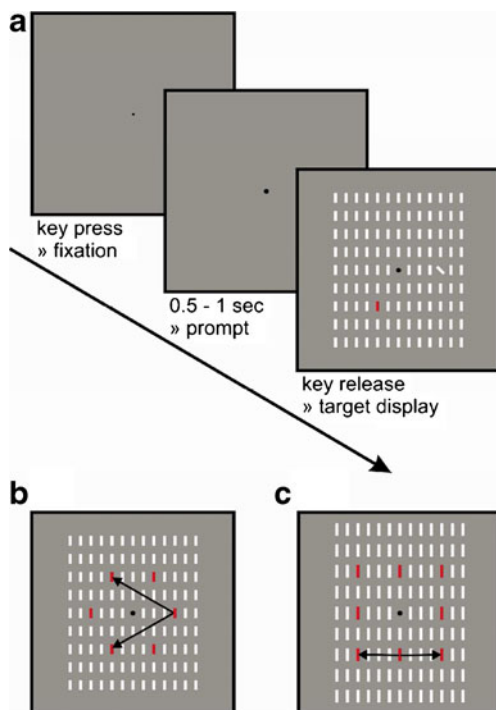 a
key press
» fixation
0.5 - 1 sec
» prompt
key release
» target display
b
c